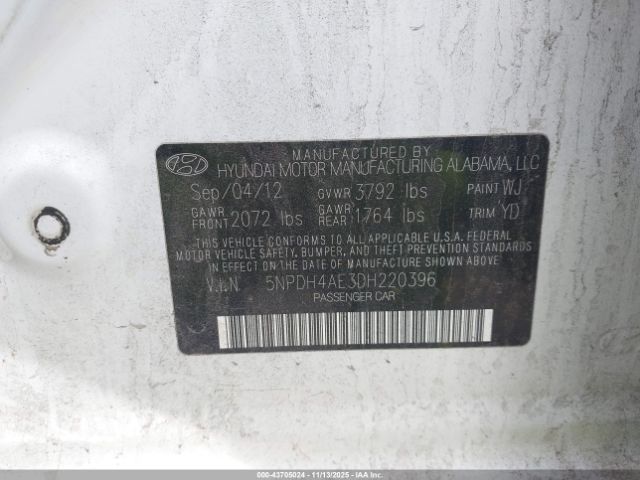 MANUFACTURED BY
HYUNDAI MOTOR MANUFACTURING ALABAMA, LLC
Sep/04/12 GVWR 3792 lbs PAINT WJ
GAWR FRONT 2072 lbs GAWR REAR 1764 lbs TRIM YD
THIS VEHICLE CONFORMS TO ALL APPLICABLE U.S.A. FEDERAL
MOTOR VEHICLE SAFETY, BUMPER, AND THEFT PREVENTION STANDARDS
IN EFFECT ON THE DATE OF MANUFACTURE SHOWN ABOVE.
V.I.N 5NPDH4AE3DH220396
PASSENGER CAR
000-43705024 | 11/13/2025 | IAAI.COM